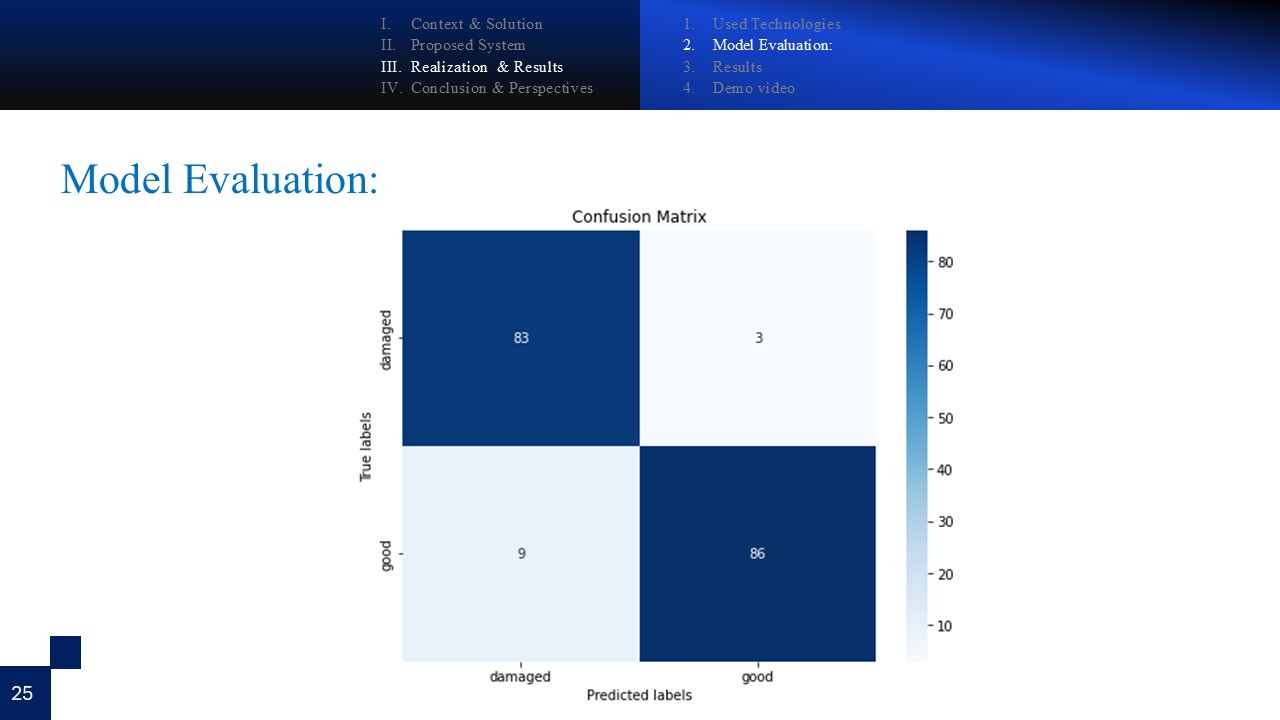 I. Context & Solution
II. Proposed System
III. Realization & Results
IV. Conclusion & Perspectives
1. Used Technologies
2. Model Evaluation:
3. Results
4. Demo video
Model Evaluation:
Confusion Matrix
True labels
damaged
83 3
good
9 86
damaged good
Predicted labels
80
70
60
50
40
30
20
10
25